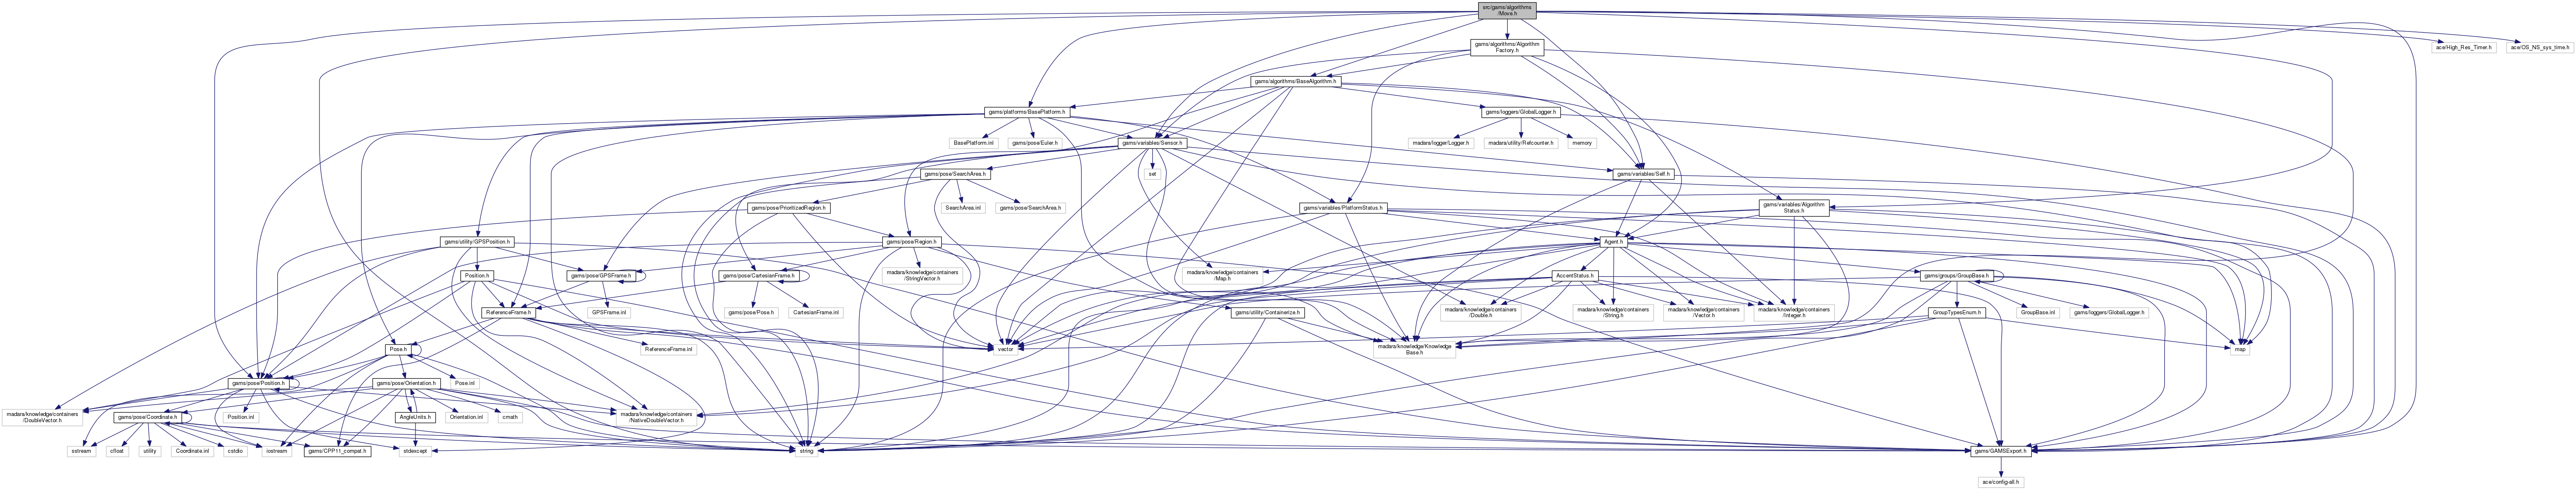 src/gams/algorithms
/Move.h
gams/algorithms/Algorithm
Factory.h
ace/High_Res_Timer.h
ace/OS_NS_sys_time.h
gams/algorithms/BaseAlgorithm.h
gams/platforms/BasePlatform.h
gams/loggers/GlobalLogger.h
BasePlatform.inl
gams/pose/Euler.h
gams/variables/Sensor.h
madara/logger/Logger.h
madara/utility/Refcounter.h
memory
gams/pose/SearchArea.h
set
gams/variables/Self.h
gams/pose/PrioritizedRegion.h
SearchArea.inl
gams/pose/SearchArea.h
gams/variables/PlatformStatus.h
gams/variables/Algorithm
Status.h
gams/utility/GPSPosition.h
gams/pose/Region.h
Agent.h
Position.h
gams/pose/GPSFrame.h
gams/pose/CartesianFrame.h
madara/knowledge/containers
/StringVector.h
madara/knowledge/containers
/Map.h
AccentStatus.h
gams/groups/GroupBase.h
ReferenceFrame.h
GPSFrame.inl
gams/pose/Pose.h
CartesianFrame.inl
gams/utility/Containerize.h
madara/knowledge/containers
/Double.h
madara/knowledge/containers
/String.h
madara/knowledge/containers
/Vector.h
madara/knowledge/containers
/Integer.h
GroupTypesEnum.h
GroupBase.inl
gams/loggers/GlobalLogger.h
Pose.h
ReferenceFrame.inl
vector
madara/knowledge/Knowledge
Base.h
map
gams/pose/Position.h
gams/pose/Orientation.h
Pose.inl
madara/knowledge/containers
/DoubleVector.h
gams/pose/Coordinate.h
Position.inl
AngleUnits.h
Orientation.inl
cmath
madara/knowledge/containers
/NativeDoubleVector.h
sstream
cfloat
utility
Coordinate.inl
cstdio
iostream
gams/CPP11_compat.h
stdexcept
string
gams/GAMSExport.h
ace/config-all.h